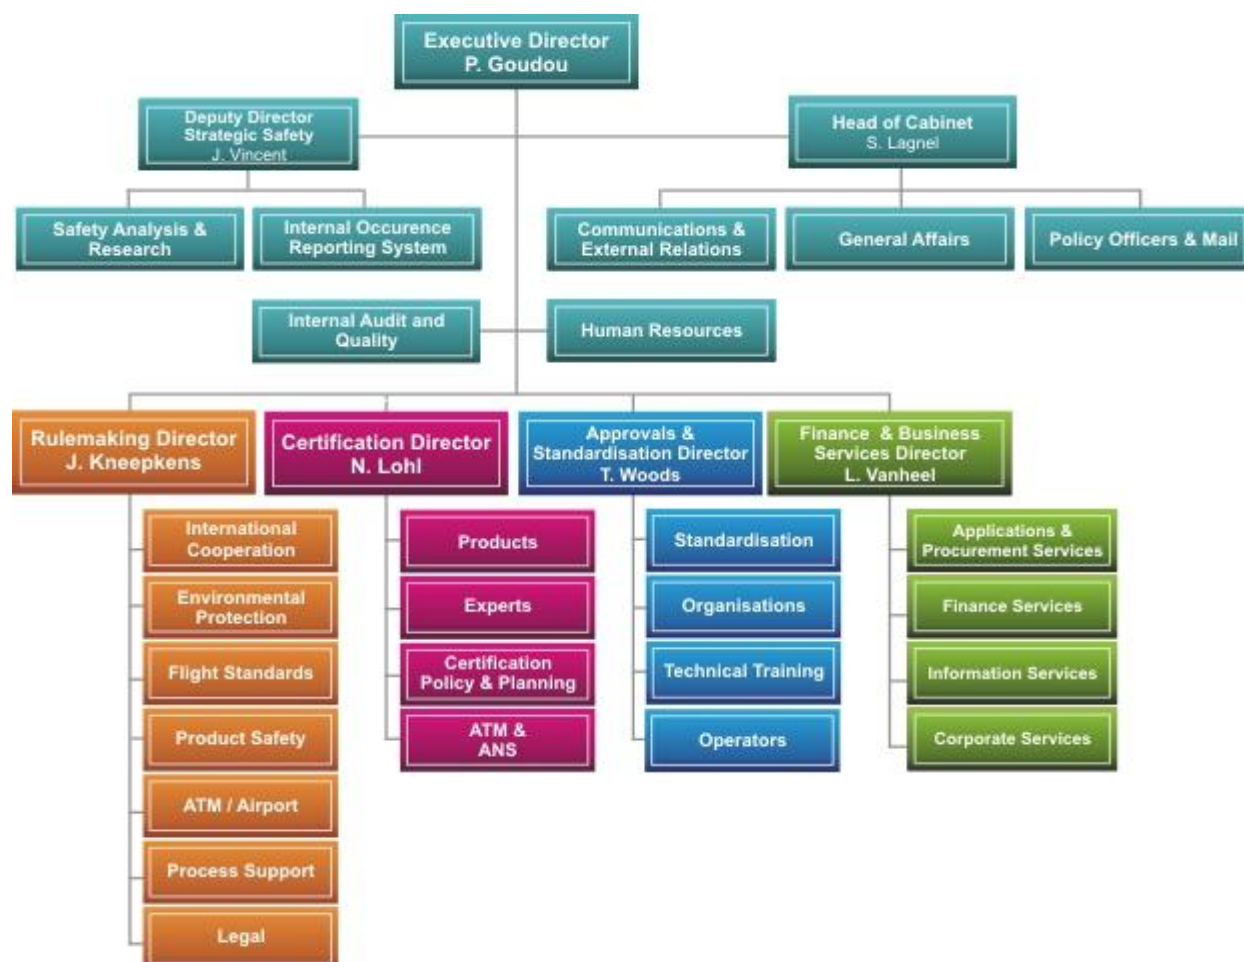 Executive Director
P. Goudou
Deputy Director
Strategic Safety
J. Vincent
Head of Cabinet
S. Lagnel
Safety Analysis &
Research
Internal Occurence
Reporting System
Communications &
External Relations
General Affairs
Policy Officers & Mail
Internal Audit and
Quality
Human Resources
Rulemaking Director
J. Kneepkens
Certification Director
N. Lohl
Approvals &
Standardisation Director
T. Woods
Finance & Business
Services Director
L. Vanheel
International
Cooperation
Environmental
Protection
Flight Standards
Product Safety
ATM / Airport
Process Support
Legal
Products
Experts
Certification
Policy & Planning
ATM &
ANS
Standardisation
Organisations
Technical Training
Operators
Applications &
Procurement Services
Finance Services
Information Services
Corporate Services